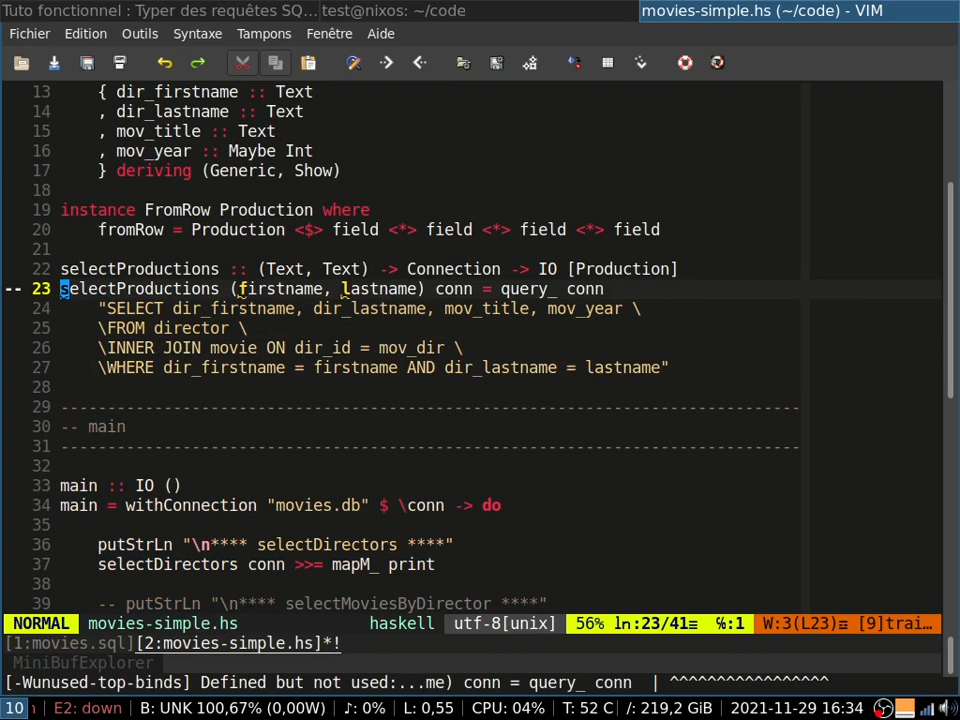 Tuto fonctionnel : Typer des requêtes SQ... test@nixos: ~/code movies-simple.hs (~/code) - VIM
Fichier Edition Outils Syntaxe Tampons Fenêtre Aide
13     { dir_firstname :: Text
14     , dir_lastname :: Text
15     , mov_title :: Text
16     , mov_year :: Maybe Int
17     } deriving (Generic, Show)
18
19 instance FromRow Production where
20     fromRow = Production <$> field <*> field <*> field <*> field
21
22 selectProductions :: (Text, Text) -> Connection -> IO [Production]
-- 23 selectProductions (firstname, lastname) conn = query_ conn
24     "SELECT dir_firstname, dir_lastname, mov_title, mov_year \
25     \FROM director \
26     \INNER JOIN movie ON dir_id = mov_dir \
27     \WHERE dir_firstname = firstname AND dir_lastname = lastname"
28
29 -------------------------------------------------------------------------------
30 -- main
31 -------------------------------------------------------------------------------
32
33 main :: IO ()
34 main = withConnection "movies.db" $ \conn -> do
35
36     putStrLn "\n**** selectDirectors ****"
37     selectDirectors conn >>= mapM_ print
38
39     -- putStrLn "\n**** selectMoviesByDirector ****"
NORMAL movies-simple.hs haskell utf-8[unix] 56% ln:23/41≡ ℅:1 W:3(L23)≡ [9]trai...
[1:movies.sql][2:movies-simple.hs]*!
MiniBufExplorer
[-Wunused-top-binds] Defined but not used:...me) conn = query_ conn  | ^^^^^^^^^^^^^^^^^
10 E2: down B: UNK 100,67% (0,00W) ♪: 0% L: 0,55 CPU: 04% T: 52 C /: 219,2 GiB 2021-11-29 16:34